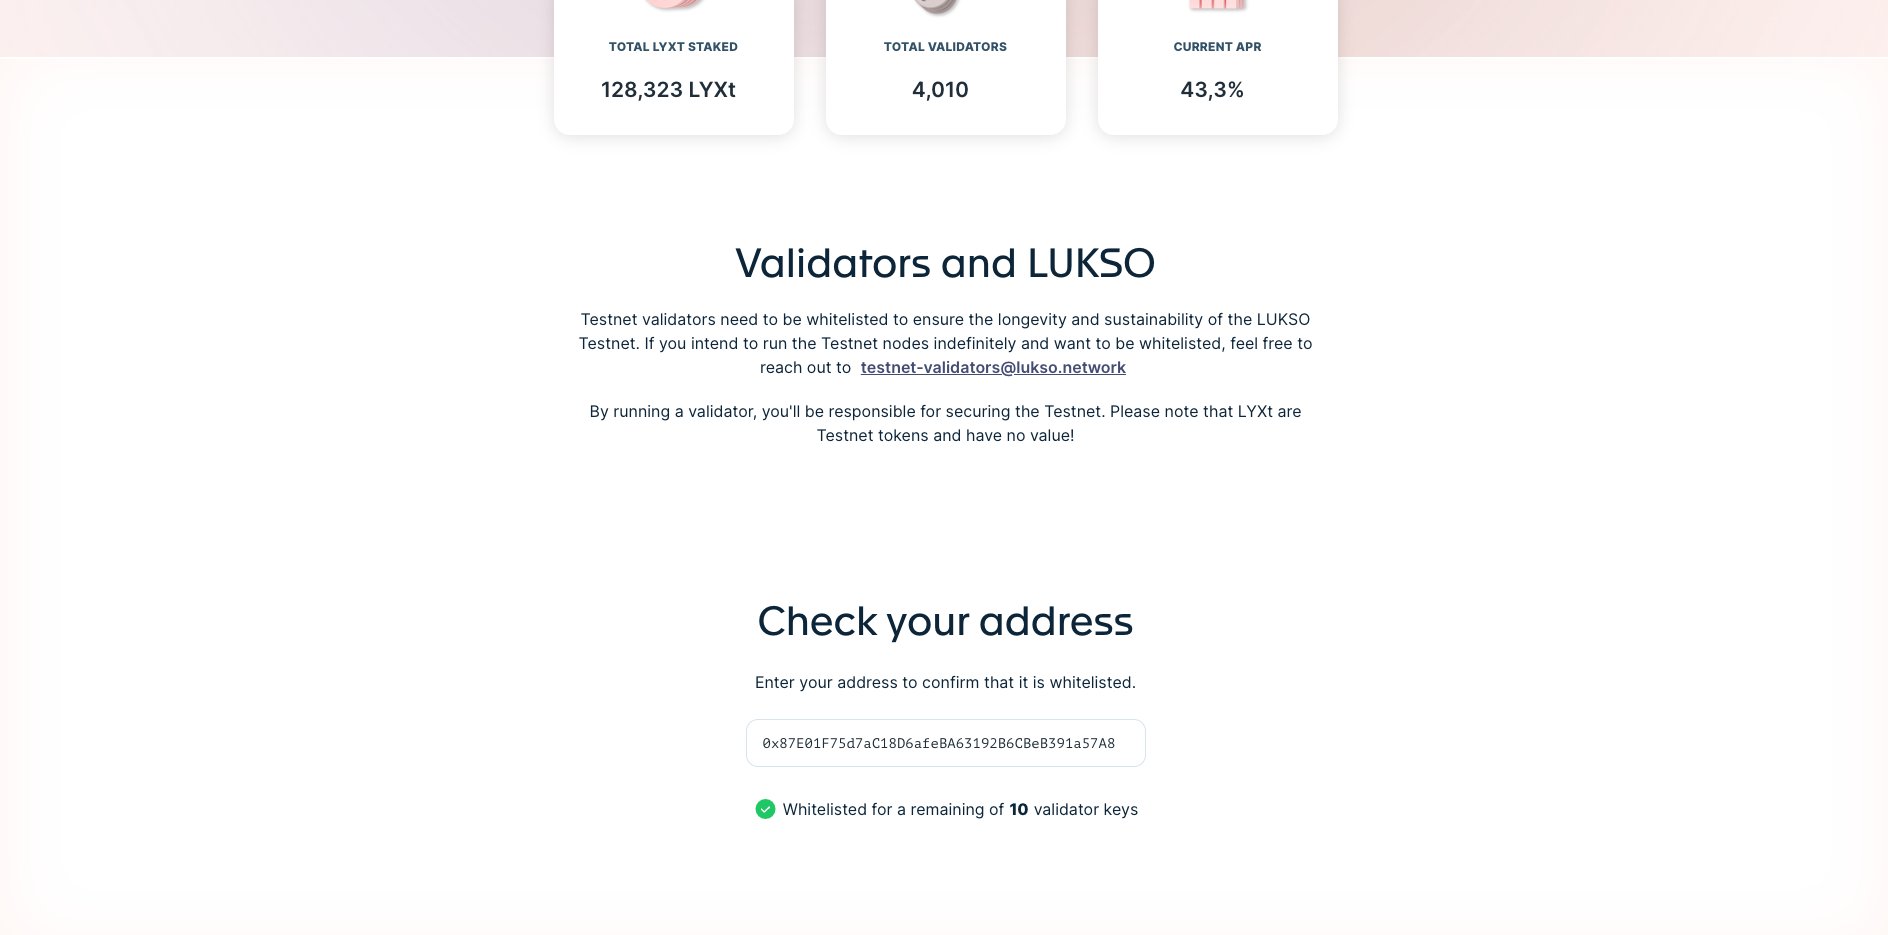 TOTAL LYXT STAKED
128,323 LYXt
TOTAL VALIDATORS
4,010
CURRENT APR
43,3%
Validators and LUKSO
Testnet validators need to be whitelisted to ensure the longevity and sustainability of the LUKSO
Testnet. If you intend to run the Testnet nodes indefinitely and want to be whitelisted, feel free to
reach out to testnet-validators@lukso.network
By running a validator, you'll be responsible for securing the Testnet. Please note that LYXt are
Testnet tokens and have no value!
Check your address
Enter your address to confirm that it is whitelisted.
0x87E01F75d7aC18D6afeBA63192B6CBeB391a57A8
Whitelisted for a remaining of 10 validator keys